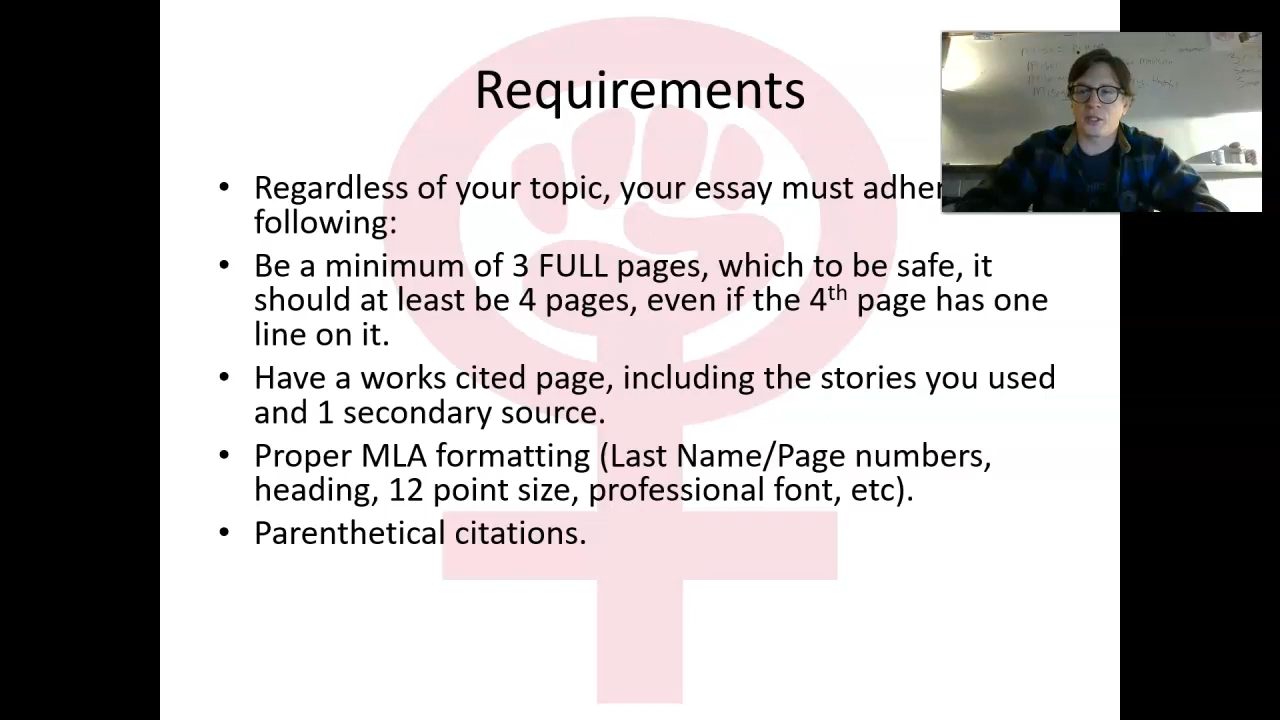 Requirements
• Regardless of your topic, your essay must adher
following:
• Be a minimum of 3 FULL pages, which to be safe, it
should at least be 4 pages, even if the 4th page has one
line on it.
• Have a works cited page, including the stories you used
and 1 secondary source.
• Proper MLA formatting (Last Name/Page numbers,
heading, 12 point size, professional font, etc).
• Parenthetical citations.